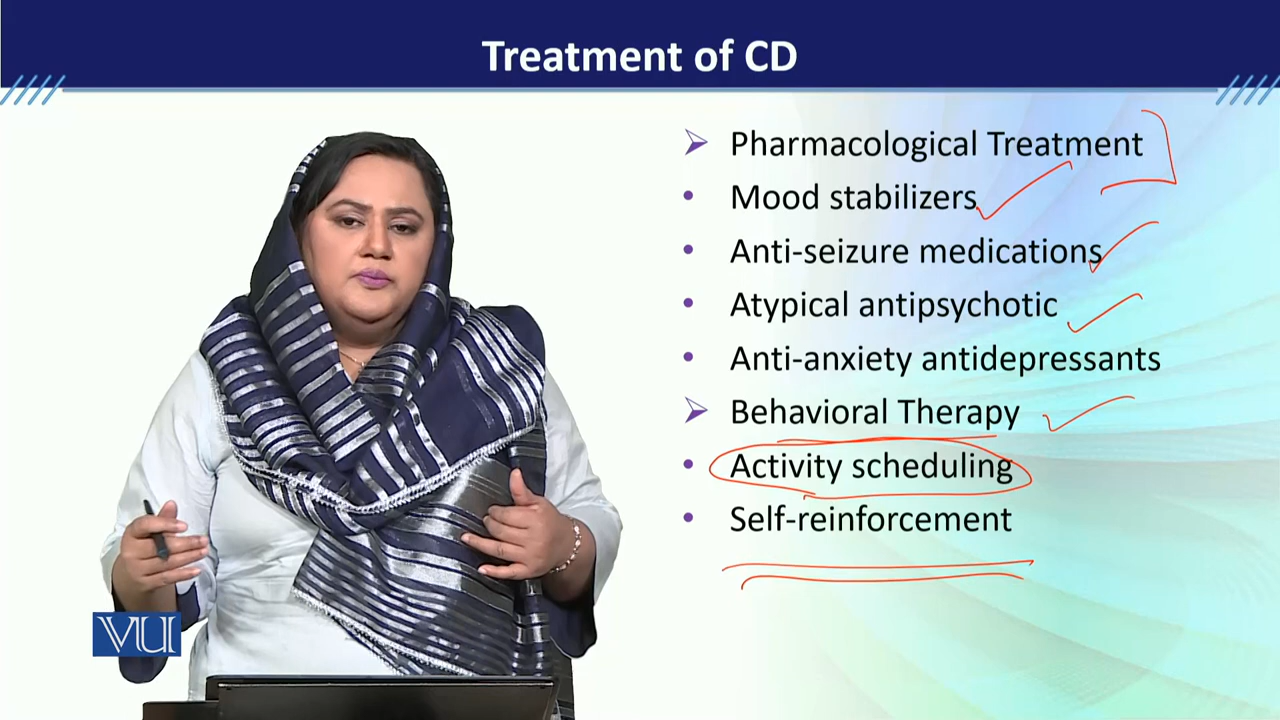 Treatment of CD
Pharmacological Treatment
Mood stabilizers
Anti-seizure medications
Atypical antipsychotic
Anti-anxiety antidepressants
Behavioral Therapy
Activity scheduling
Self-reinforcement
VU